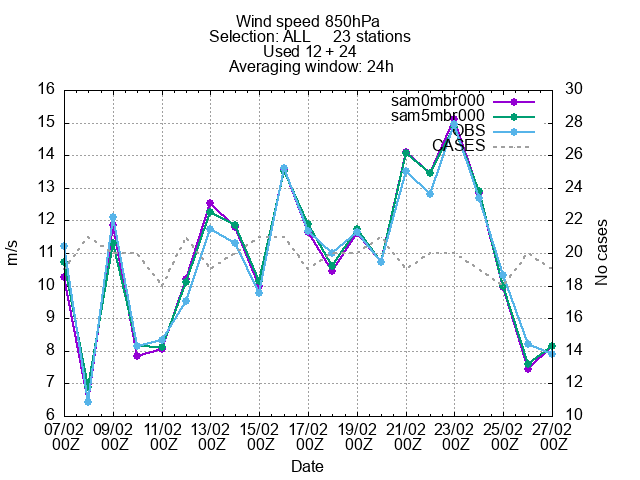 Wind speed 850hPa
Selection: ALL 23 stations
Used 12 + 24
Averaging window: 24h
16 30
15 28
14 26
13 24
12 22
11 20
10 18
9 16
8 14
7 12
6 10
sam0mbr000
sam5mbr000
OBS
CASES
m/s
No cases
07/02 09/02 11/02 13/02 15/02 17/02 19/02 21/02 23/02 25/02 27/02
00Z 00Z 00Z 00Z 00Z 00Z 00Z 00Z 00Z 00Z 00Z
Date